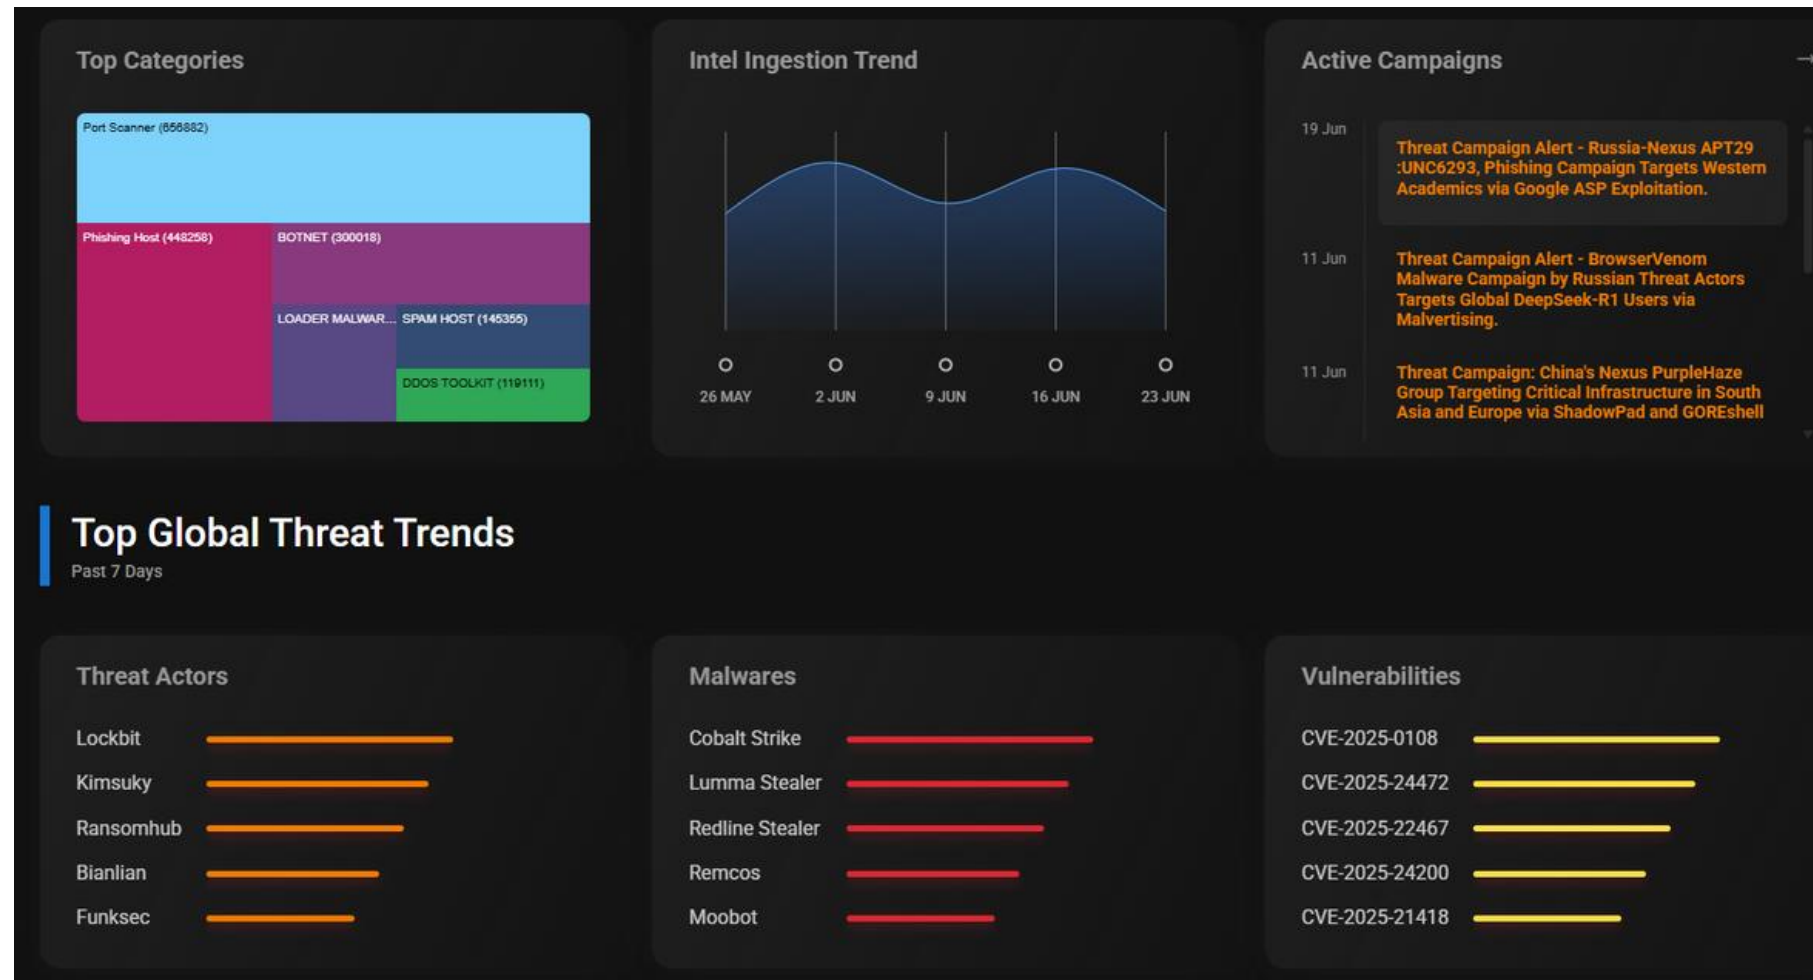 Top Categories
Port Scanner (656882)
Phishing Host (448258)
BOTNET (300018)
LOADER MALWAR...
SPAM HOST (145355)
DDOS TOOLKIT (119111)
Intel Ingestion Trend
26 MAY
2 JUN
9 JUN
16 JUN
23 JUN
Active Campaigns
19 Jun
Threat Campaign Alert - Russia-Nexus APT29
:UNC6293, Phishing Campaign Targets Western
Academics via Google ASP Exploitation.
11 Jun
Threat Campaign Alert - BrowserVenom
Malware Campaign by Russian Threat Actors
Targets Global DeepSeek-R1 Users via
Malvertising.
11 Jun
Threat Campaign: China's Nexus PurpleHaze
Group Targeting Critical Infrastructure in South
Asia and Europe via ShadowPad and GOREshell
Top Global Threat Trends
Past 7 Days
Threat Actors
Lockbit
Kimsuky
Ransomhub
Bianlian
Funksec
Malwares
Cobalt Strike
Lumma Stealer
Redline Stealer
Remcos
Moobot
Vulnerabilities
CVE-2025-0108
CVE-2025-24472
CVE-2025-22467
CVE-2025-24200
CVE-2025-21418